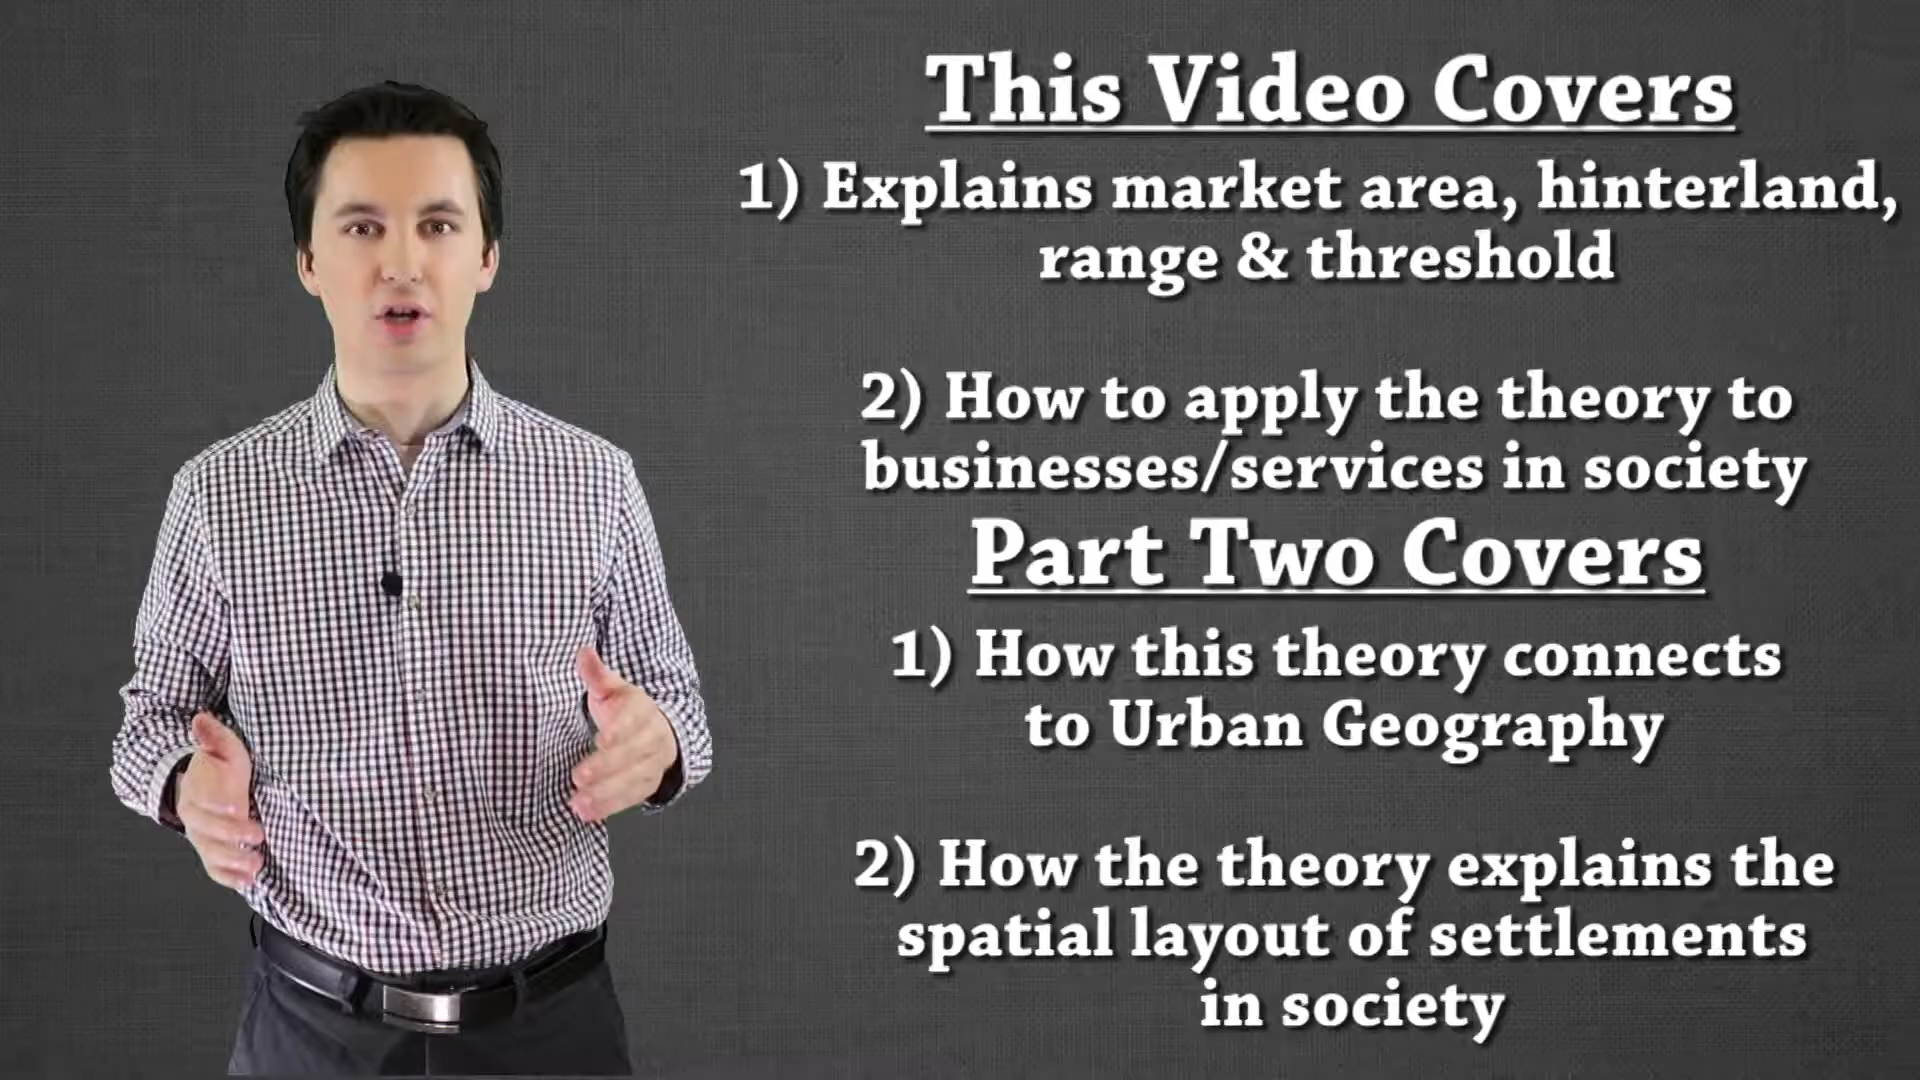 This Video Covers
1) Explains market area, hinterland,
range & threshold
2) How to apply the theory to
businesses/services in society
Part Two Covers
1) How this theory connects
to Urban Geography
2) How the theory explains the
spatial layout of settlements
in society